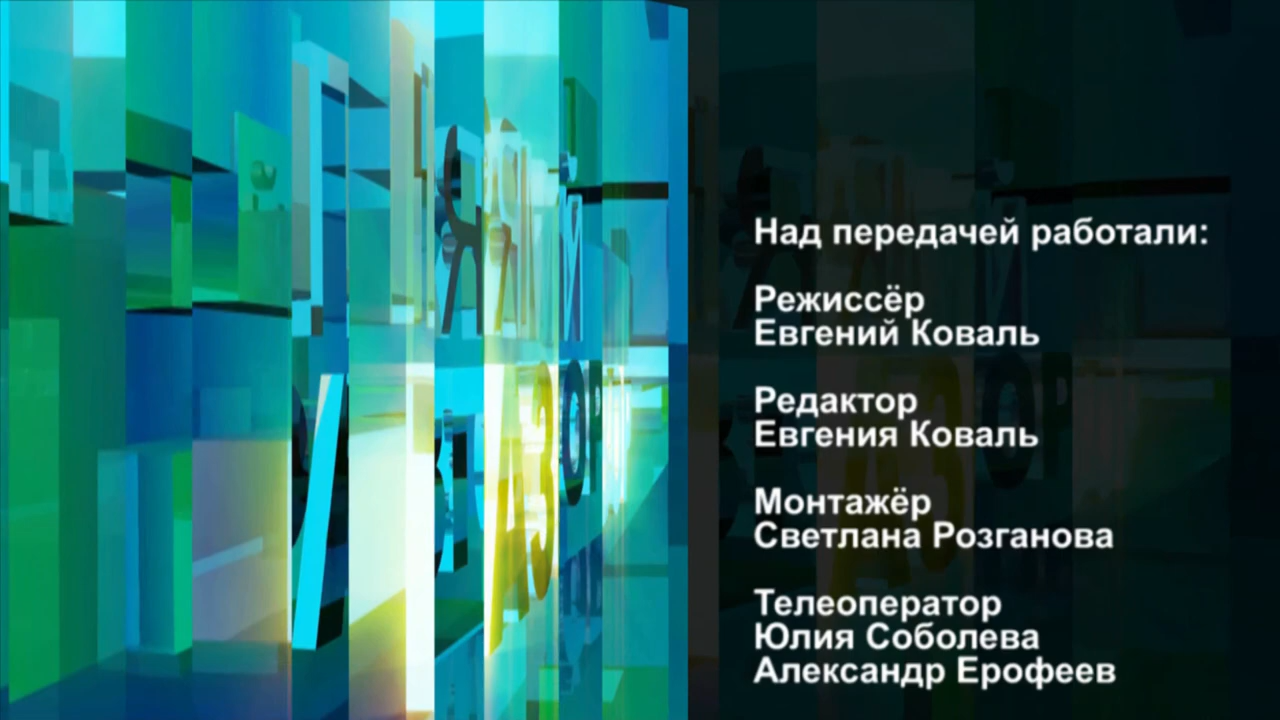 Над передачей работали:
Режиссёр
Евгений Коваль
Редактор
Евгения Коваль
Монтажёр
Светлана Розганова
Телеоператор
Юлия Соболева
Александр Ерофеев